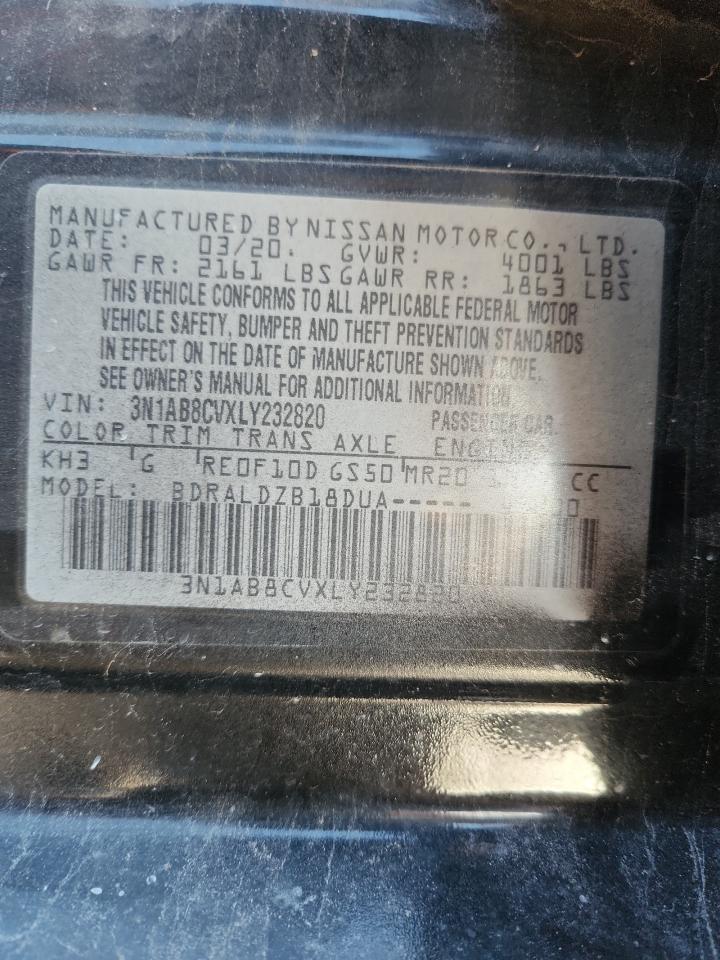 MANUFACTURED BY NISSAN MOTOR CO., LTD.
DATE: 03/20. GVWR: 4001 LBS
GAWR FR: 2161 LBS GAWR RR: 1863 LBS
THIS VEHICLE CONFORMS TO ALL APPLICABLE FEDERAL MOTOR
VEHICLE SAFETY, BUMPER AND THEFT PREVENTION STANDARDS
IN EFFECT ON THE DATE OF MANUFACTURE SHOWN ABOVE.
SEE OWNER'S MANUAL FOR ADDITIONAL INFORMATION
VIN: 3N1AB8CVXLY232820 PASSENGER CAR.
COLOR TRIM TRANS AXLE ENGINE
KH3 G RE0F10D GS50 MR20 CC
MODEL: BDRALDZB18DUA-----
3N1AB8CVXLY232820